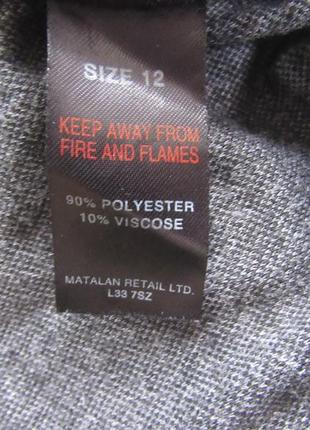 SIZE 12
KEEP AWAY FROM
FIRE AND FLAMES
90% POLYESTER
10% VISCOSE
MATALAN RETAIL LTD.
L33 7SZ